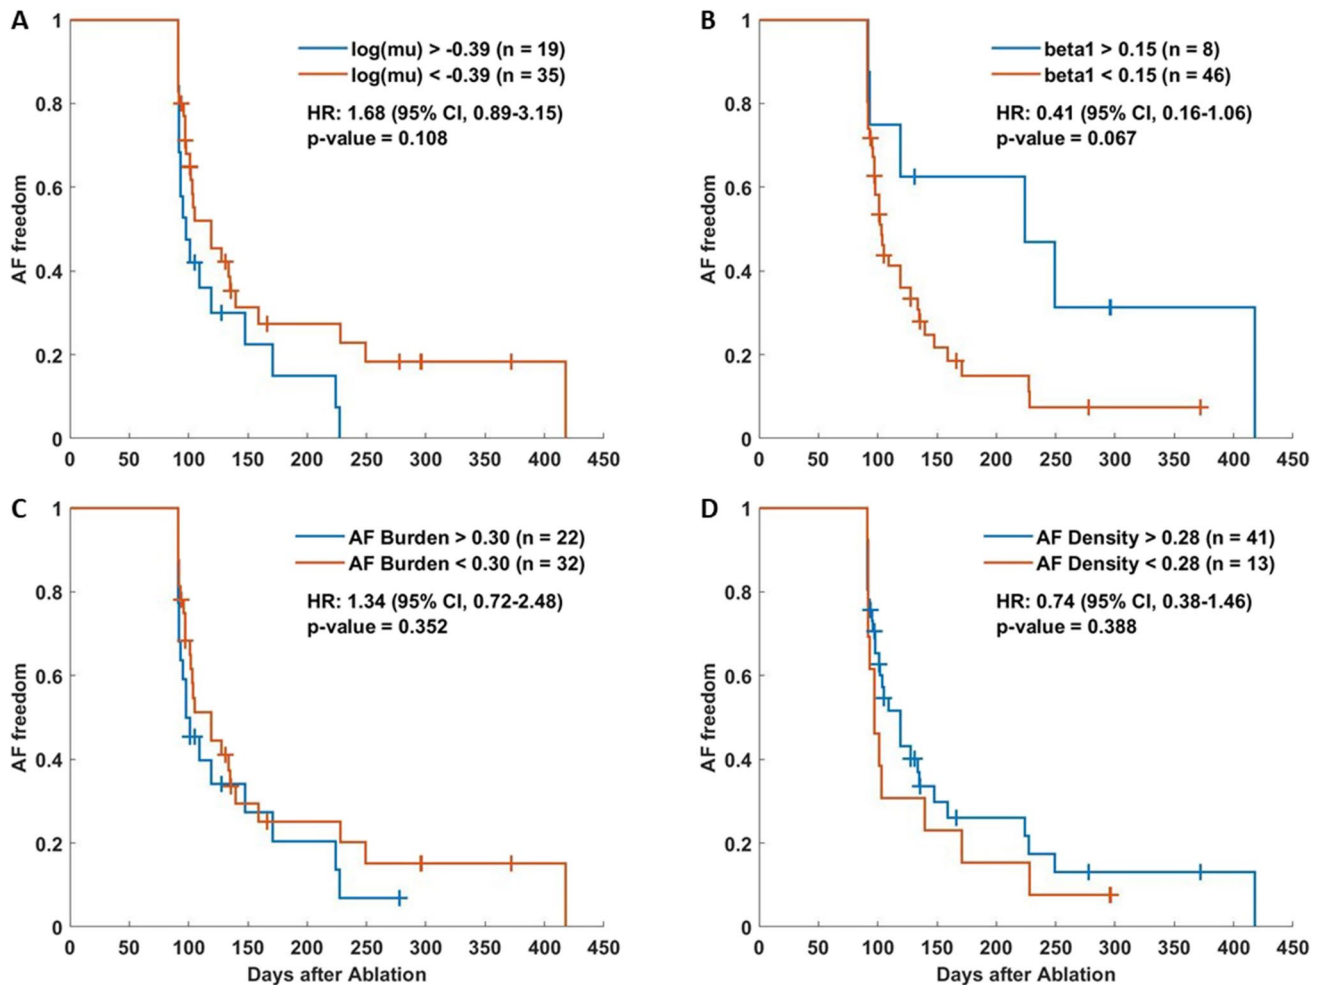 A
AF freedom
1
0.8
0.6
0.4
0.2
0
0 50 100 150 200 250 300 350 400 450
log(mu) > -0.39 (n = 19)
log(mu) < -0.39 (n = 35)
HR: 1.68 (95% CI, 0.89-3.15)
p-value = 0.108
B
AF freedom
1
0.8
0.6
0.4
0.2
0
0 50 100 150 200 250 300 350 400 450
beta1 > 0.15 (n = 8)
beta1 < 0.15 (n = 46)
HR: 0.41 (95% CI, 0.16-1.06)
p-value = 0.067
C
AF freedom
1
0.8
0.6
0.4
0.2
0
0 50 100 150 200 250 300 350 400 450
Days after Ablation
AF Burden > 0.30 (n = 22)
AF Burden < 0.30 (n = 32)
HR: 1.34 (95% CI, 0.72-2.48)
p-value = 0.352
D
AF freedom
1
0.8
0.6
0.4
0.2
0
0 50 100 150 200 250 300 350 400 450
Days after Ablation
AF Density > 0.28 (n = 41)
AF Density < 0.28 (n = 13)
HR: 0.74 (95% CI, 0.38-1.46)
p-value = 0.388